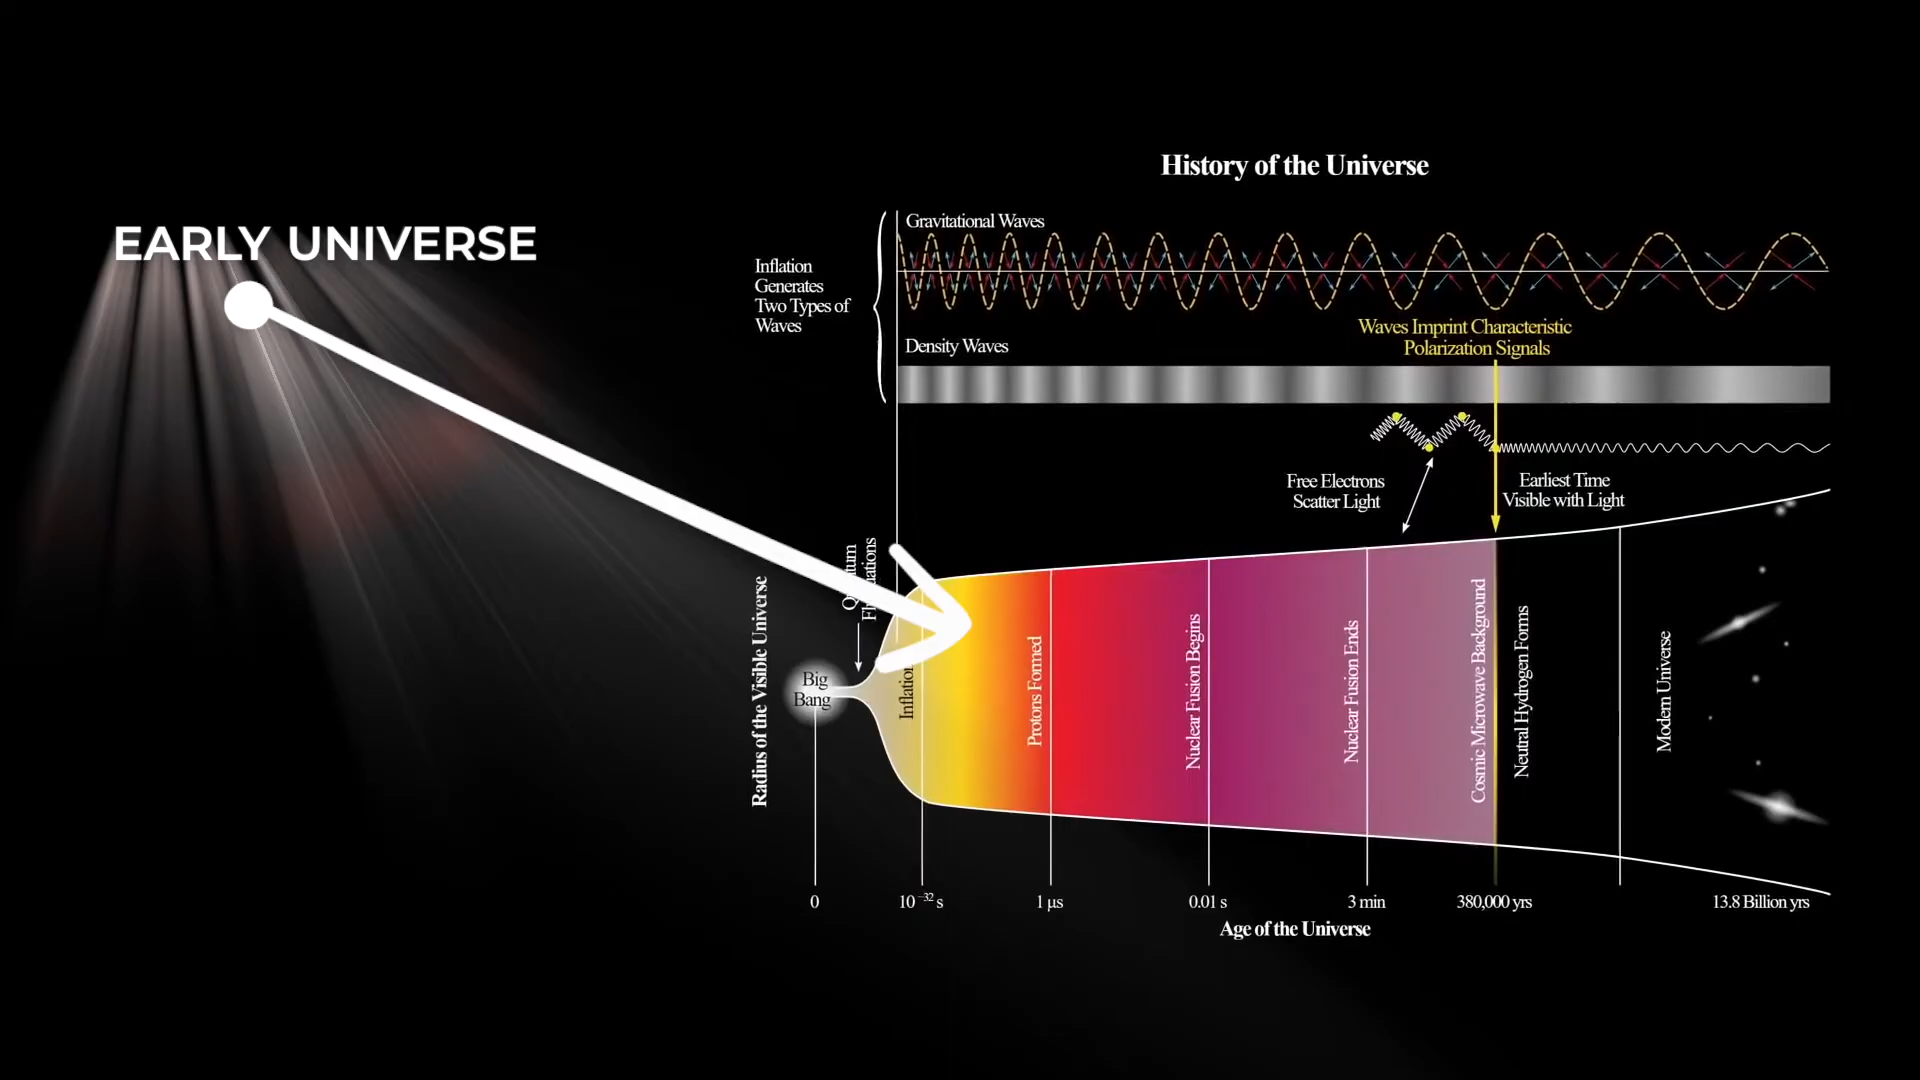 History of the Universe
EARLY UNIVERSE
Gravitational Waves
Inflation
Generates
Two Types of
Waves
Waves Imprint Characteristic
Polarization Signals
Density Waves
Free Electrons
Scatter Light
Earliest Time
Visible with Light
Radius of the Visible Universe
Big
Bang
Protons Formed
Nuclear Fusion Begins
Nuclear Fusion Ends
Cosmic Microwave Background
Neutral Hydrogen Forms
Modern Universe
0
10⁻³² s
1 µs
0.01 s
3 min
380,000 yrs
13.8 Billion yrs
Age of the Universe